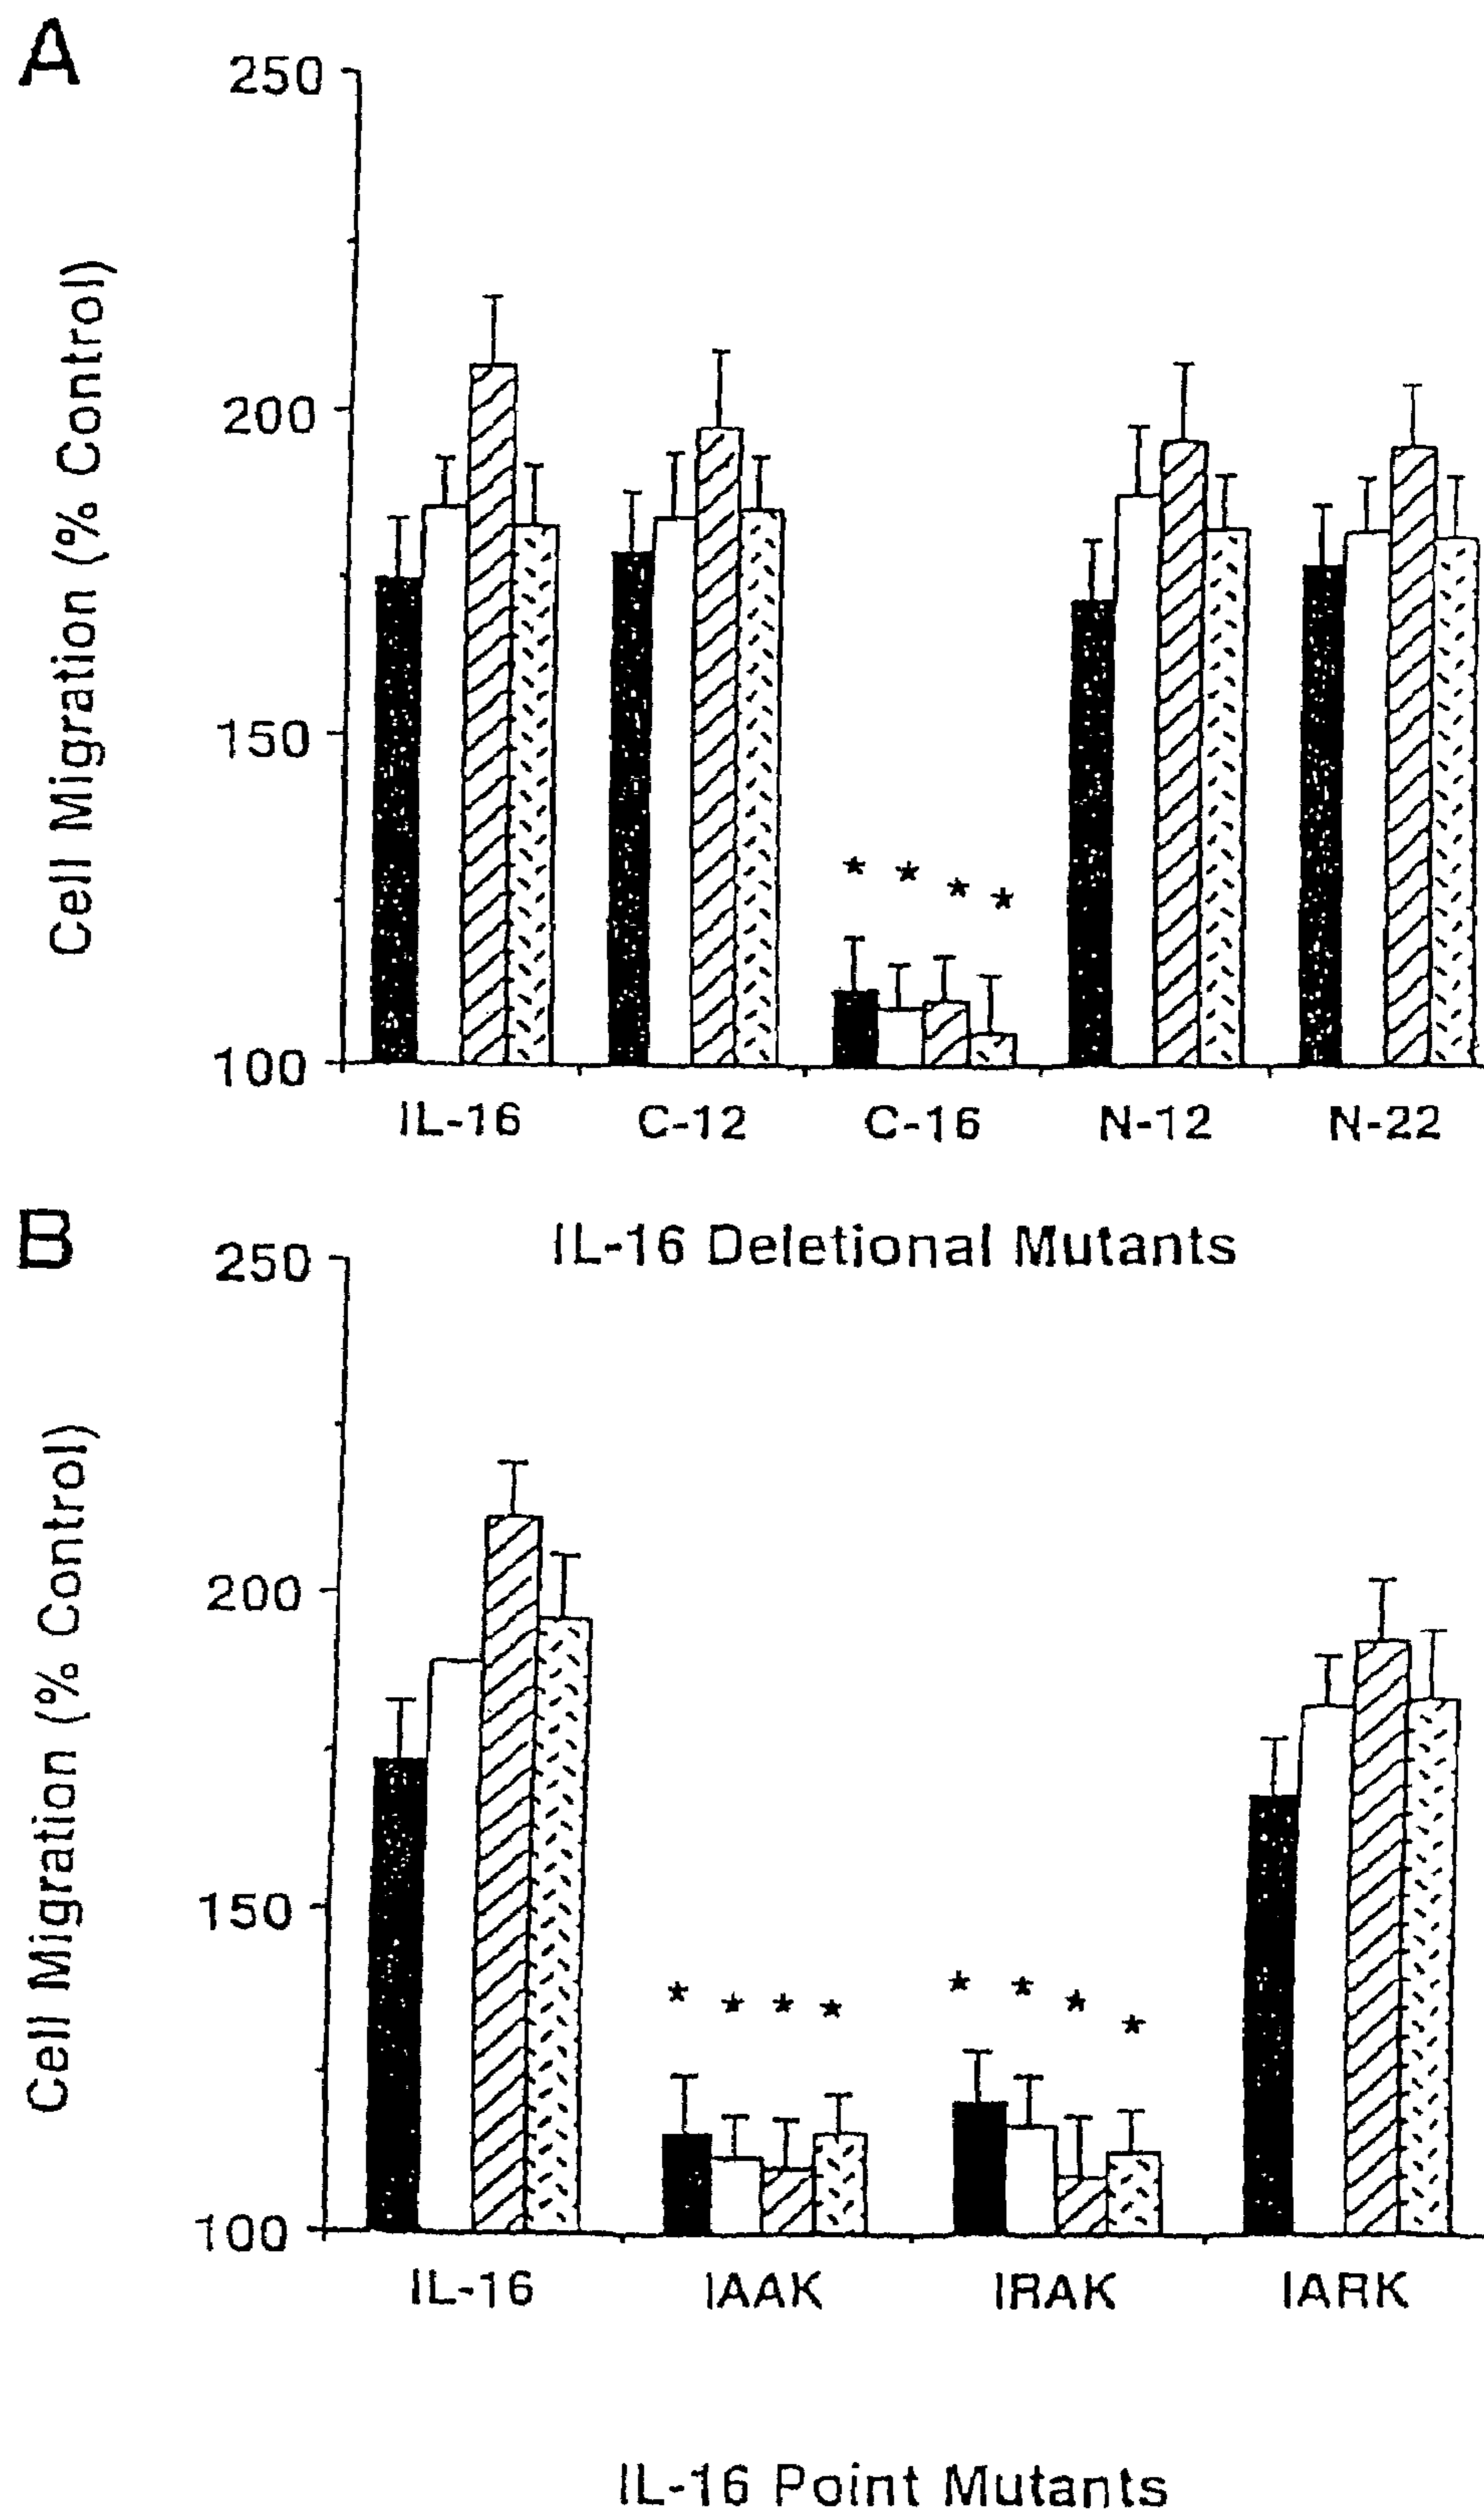 A
250
200
150
100
Cell Migration (% Control)
* * * *
IL-16 C-12 C-16 N-12 N-22
IL-16 Deletional Mutants
B
250
200
150
100
Cell Migration (% Control)
* * * * * * * *
IL-16 IAAK IRAK IARK
IL-16 Point Mutants